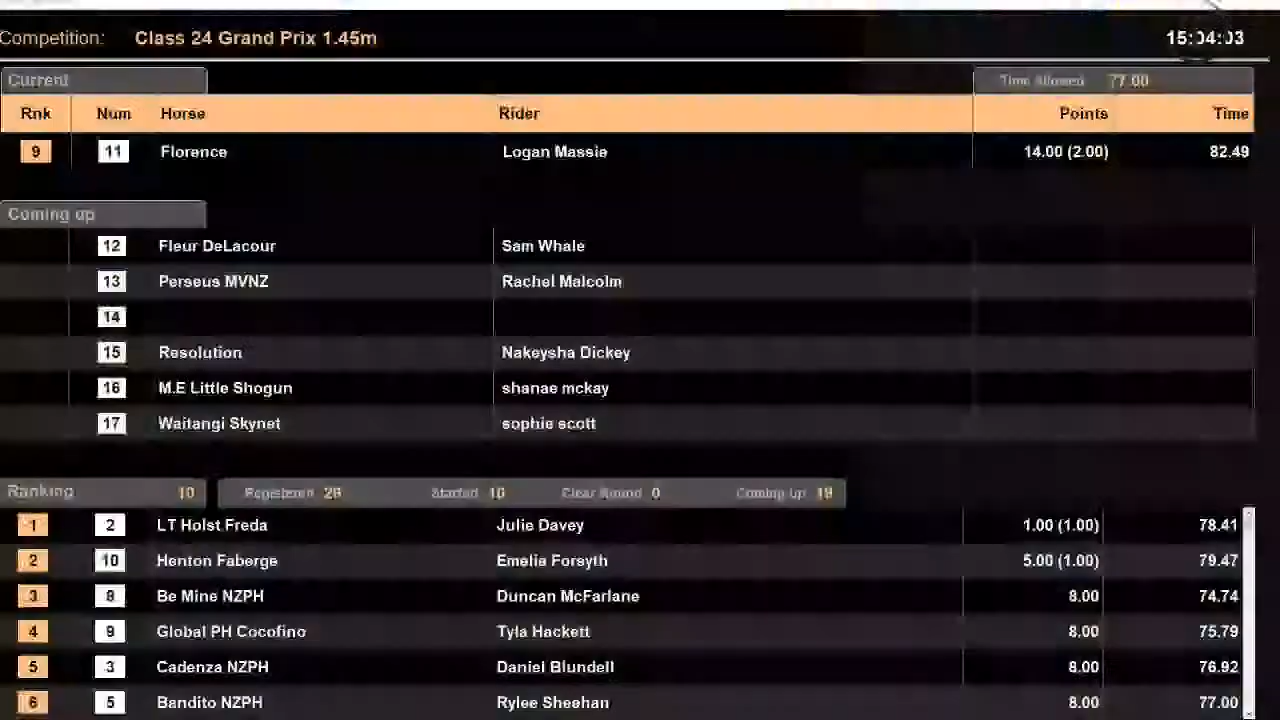 Competition: Class 24 Grand Prix 1.45m 15:04:03
Current Time Allowed 77.00
Rnk Num Horse Rider Points Time
9 11 Florence Logan Massie 14.00 (2.00) 82.49
Coming up
12 Fleur DeLacour Sam Whale
13 Perseus MVNZ Rachel Malcolm
14
15 Resolution Nakeysha Dickey
16 M.E Little Shogun shanae mckay
17 Waitangi Skynet sophie scott
Ranking 10 Registered Started 10 Clear Round 0 Coming up
1 2 LT Holst Freda Julie Davey 1.00 (1.00) 78.41
2 10 Henton Faberge Emelia Forsyth 5.00 (1.00) 79.47
3 8 Be Mine NZPH Duncan McFarlane 8.00 74.74
4 9 Global PH Cocofino Tyla Hackett 8.00 75.79
5 3 Cadenza NZPH Daniel Blundell 8.00 76.92
6 5 Bandito NZPH Rylee Sheehan 8.00 77.00